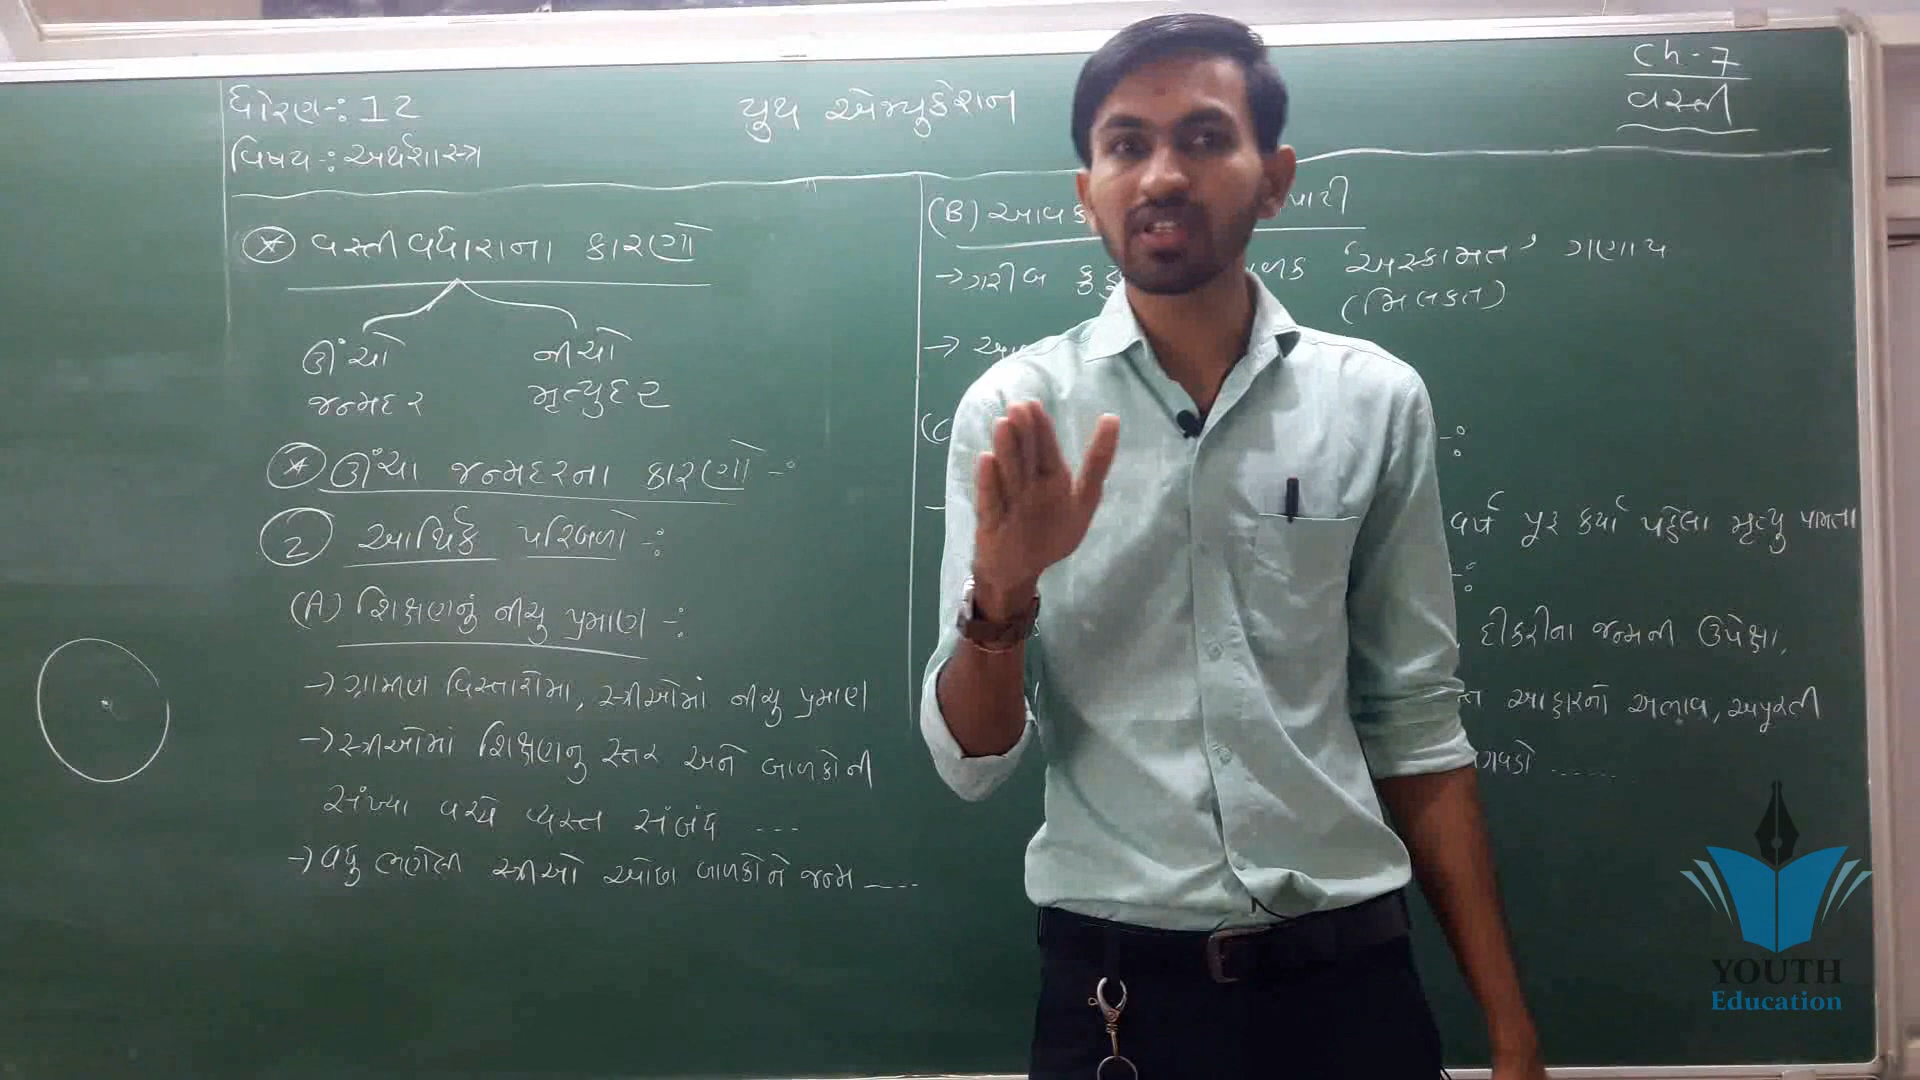 ધોરણ -: 12
વિષય -: અર્થશાસ્ત્ર
યુથ એજ્યુકેશન
Ch - 7
વસ્તી
* વસ્તી વધારાના કારણો
ઊંચો
જન્મદર
નીચો
મૃત્યુદર
* ઊંચા જન્મદરના કારણો -:
2 આર્થિક પરિબળો -:
(A) શિક્ષણનું નીચુ પ્રમાણ -:
→ ગ્રામીણ વિસ્તારોમા, સ્ત્રીઓમાં નીચુ પ્રમાણ
→ સ્ત્રીઓમાં શિક્ષણનુ સ્તર અને બાળકોની
સંખ્યા વચ્ચે વ્યસ્ત સંબંધ ---
→ વધુ ભણેલી સ્ત્રીઓ ઓછા બાળકોને જન્મ ----
(B) આવક
→ ગરીબ ‘અસ્કામત’ ગણાય
(મિલકત)
→
(C -:
વર્ષ પૂરૂ કર્યા પહેલા મૃત્યુ પામતા
-:
દીકરીના જન્મની ઉપેક્ષા,
આહારનો અભાવ, અપૂરતી
YOUTH
Education